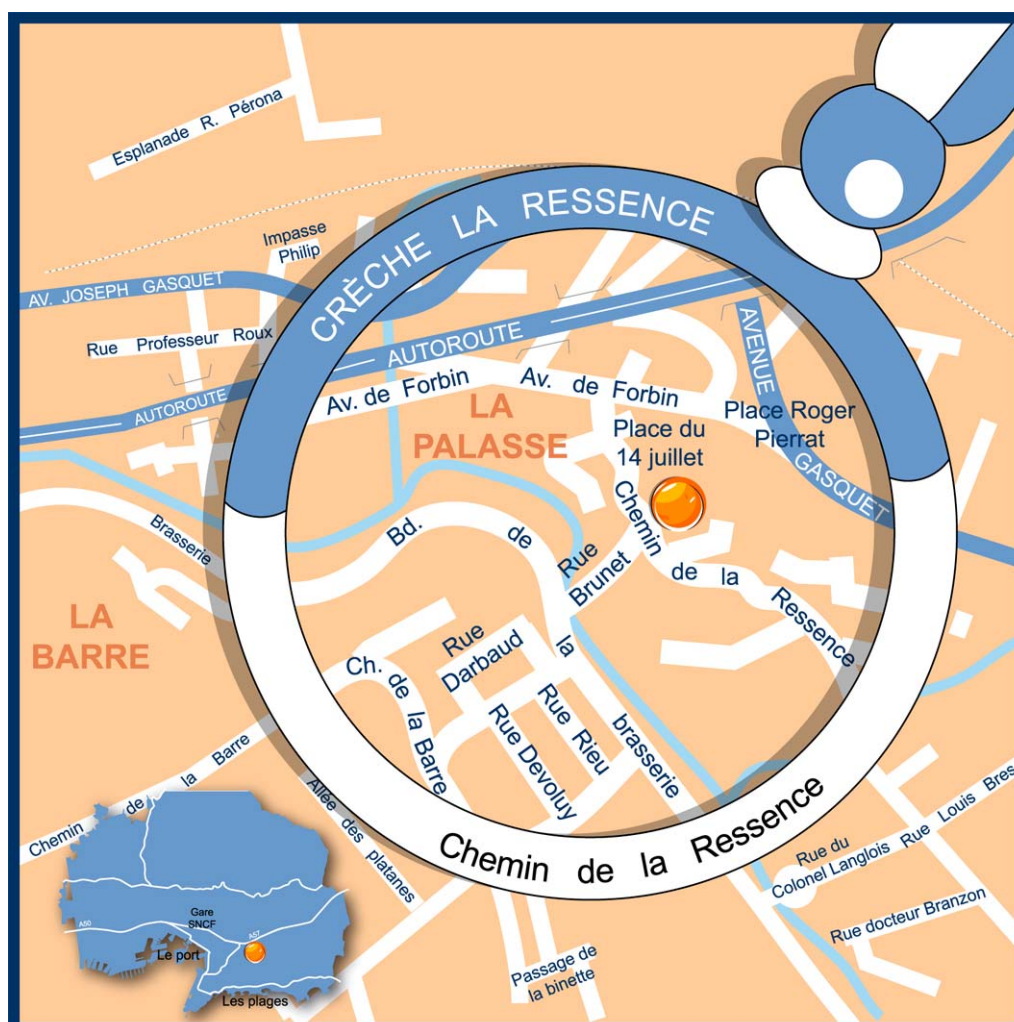 Esplanade R. Pérona
CRÈCHE LA RESSENCE
Impasse
Philip
AV. JOSEPH GASQUET
Rue Professeur Roux
AUTOROUTE
AUTOROUTE
Av. de Forbin
Av. de Forbin
AVENUE
GASQUET
LA
PALASSE
Place du
14 juillet
Place Roger
Pierrat
Brasserie
Bd. de la brasserie
Rue
Brunet
Chemin de la Ressence
LA
BARRE
Rue
Darbaud
Ch. de la Barre
Rue Devoluy
Rue Rieu
Chemin de la Barre
Allée des platanes
Chemin de la Ressence
Rue du
Colonel Langlois
Rue Louis Bres
Rue docteur Branzon
Passage de
la binette
Gare
SNCF
A50
A57
Le port
Les plages